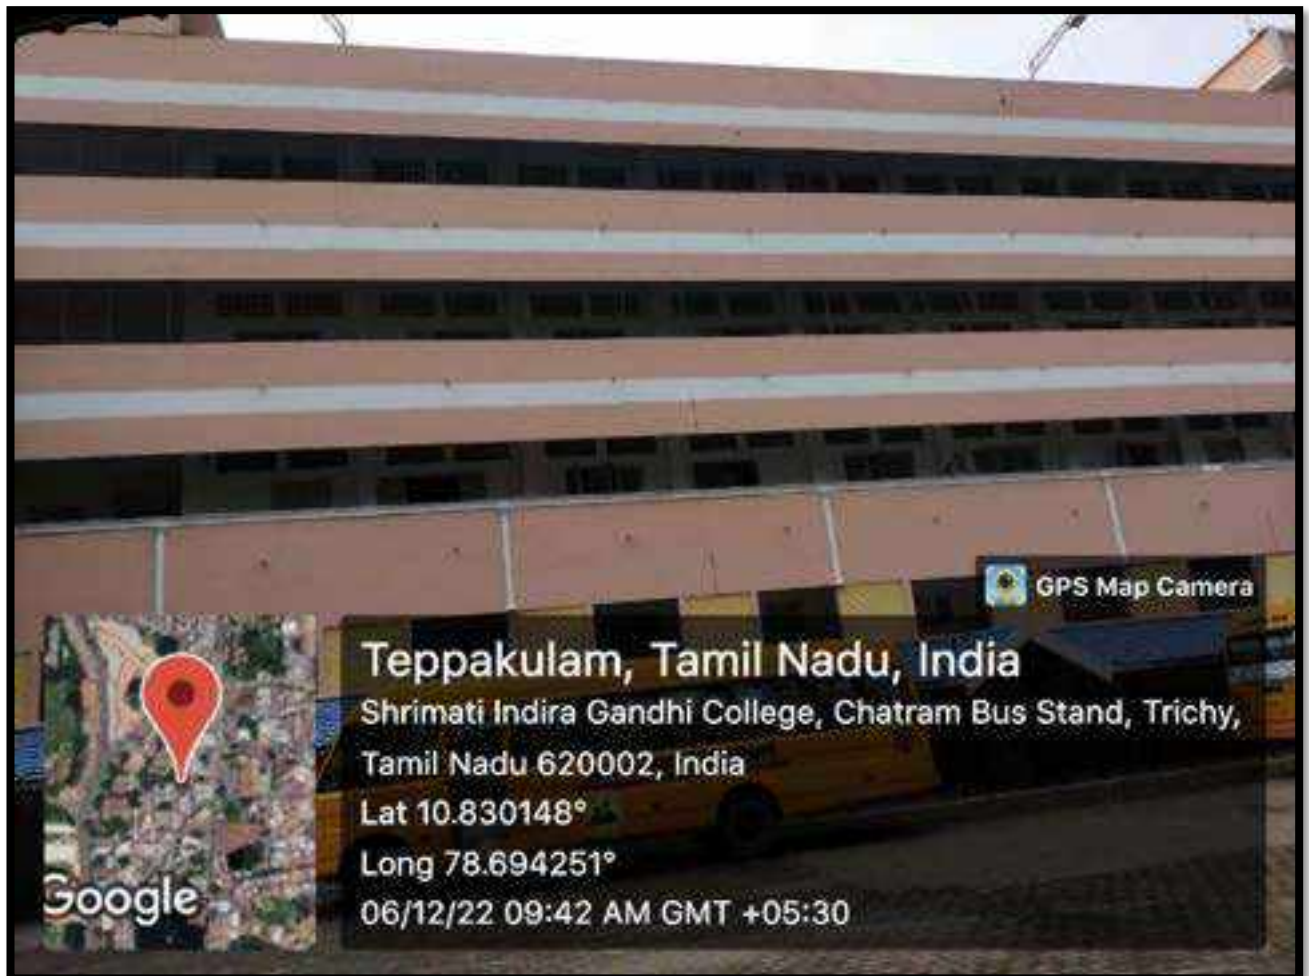 GPS Map Camera
Teppakulam, Tamil Nadu, India
Shrimati Indira Gandhi College, Chatram Bus Stand, Trichy,
Tamil Nadu 620002, India
Lat 10.830148°
Long 78.694251°
06/12/22 09:42 AM GMT +05:30
Google